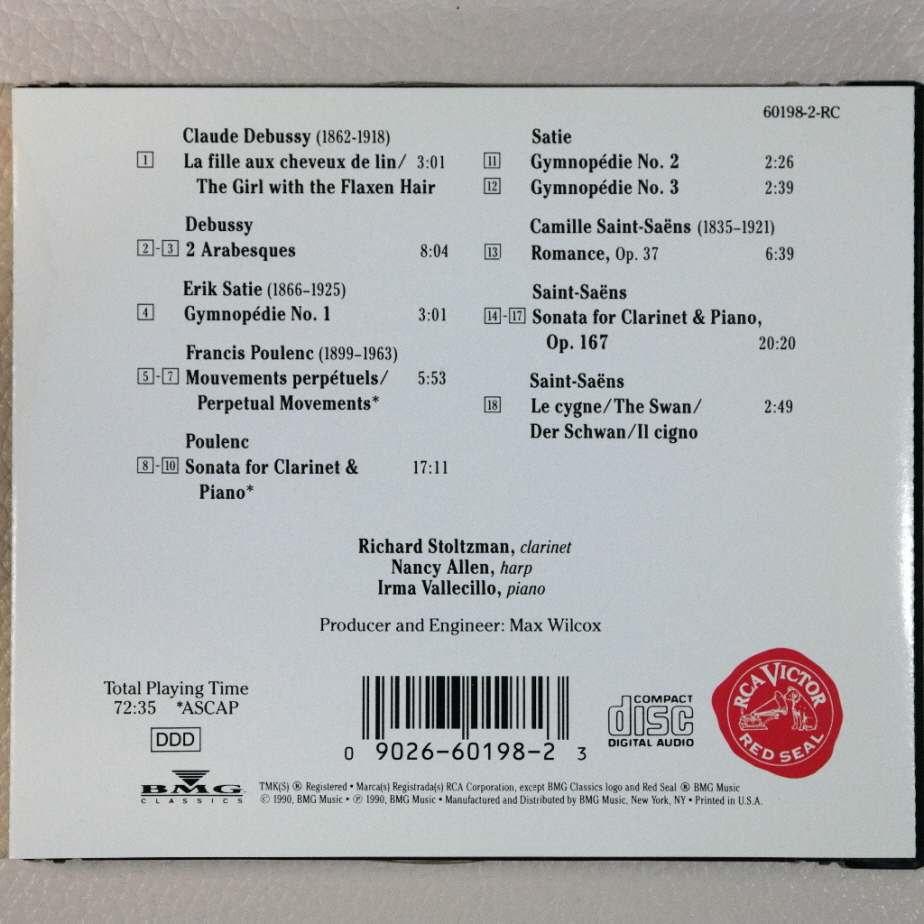 60198-2-RC
Claude Debussy (1862-1918)
1 La fille aux cheveux de lin/ 3:01
The Girl with the Flaxen Hair
Debussy
2-3 2 Arabesques 8:04
Erik Satie (1866–1925)
4 Gymnopédie No. 1 3:01
Francis Poulenc (1899–1963)
5-7 Mouvements perpétuels/ 5:53
Perpetual Movements*
Poulenc
8-10 Sonata for Clarinet & 17:11
Piano*
Satie
11 Gymnopédie No. 2 2:26
12 Gymnopédie No. 3 2:39
Camille Saint-Saëns (1835–1921)
13 Romance, Op. 37 6:39
Saint-Saëns
14-17 Sonata for Clarinet & Piano,
Op. 167 20:20
Saint-Saëns
18 Le cygne/The Swan/ 2:49
Der Schwan/Il cigno
Richard Stoltzman, clarinet
Nancy Allen, harp
Irma Vallecillo, piano
Producer and Engineer: Max Wilcox
Total Playing Time
72:35 *ASCAP
DDD
BMG
CLASSICS
0 9026-60198-2 3
COMPACT
disc
DIGITAL AUDIO
RCA VICTOR
RED SEAL
TMK(S) ® Registered • Marca(s) Registrada(s) RCA Corporation, except BMG Classics logo and Red Seal ® BMG Music
© 1990, BMG Music • ℗ 1990, BMG Music • Manufactured and Distributed by BMG Music, New York, NY • Printed in U.S.A.